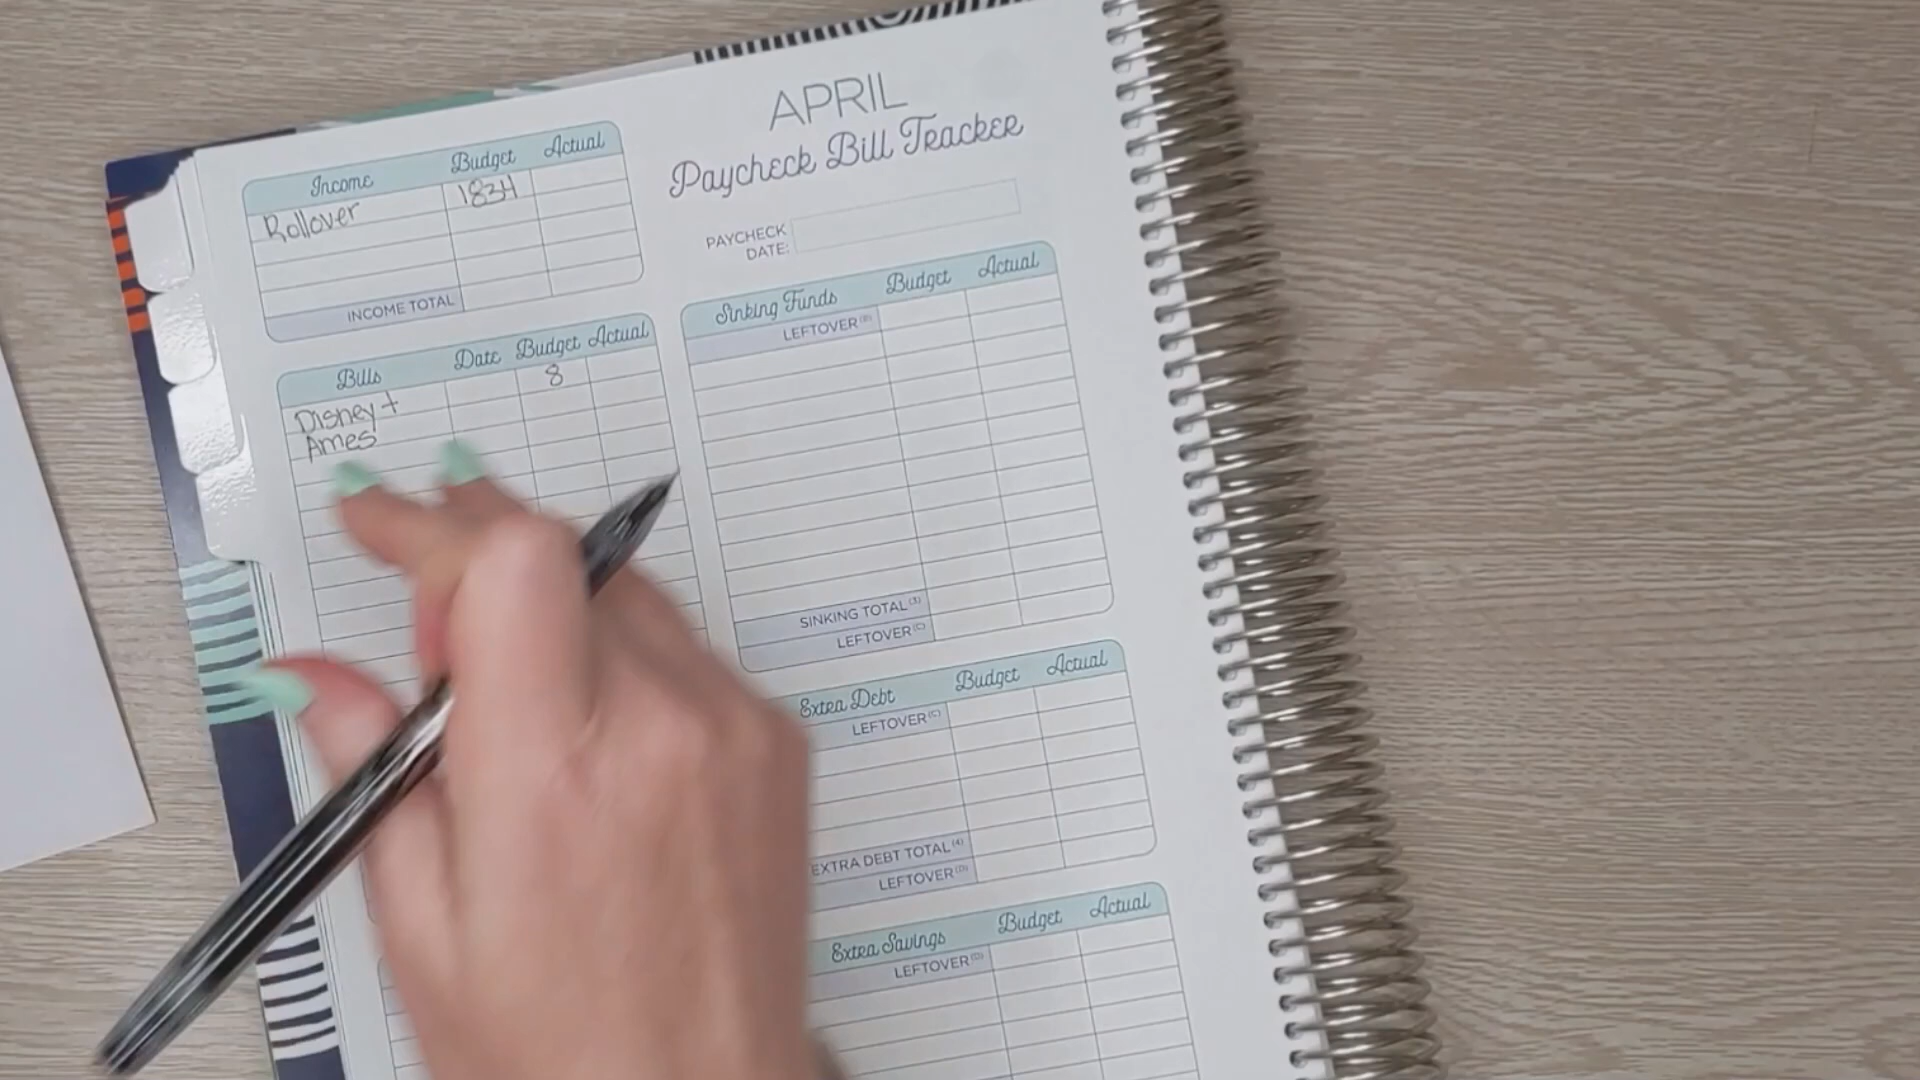 APRIL
Paycheck Bill Tracker
PAYCHECK
DATE:
Income Budget Actual
Rollover 1834
INCOME TOTAL
Bills Date Budget Actual
Disney+ 8
Ames
Sinking Funds Budget Actual
LEFTOVER (B)
SINKING TOTAL (3)
LEFTOVER (C)
Extra Debt Budget Actual
LEFTOVER (C)
EXTRA DEBT TOTAL (4)
LEFTOVER (D)
Extra Savings Budget Actual
LEFTOVER (D)